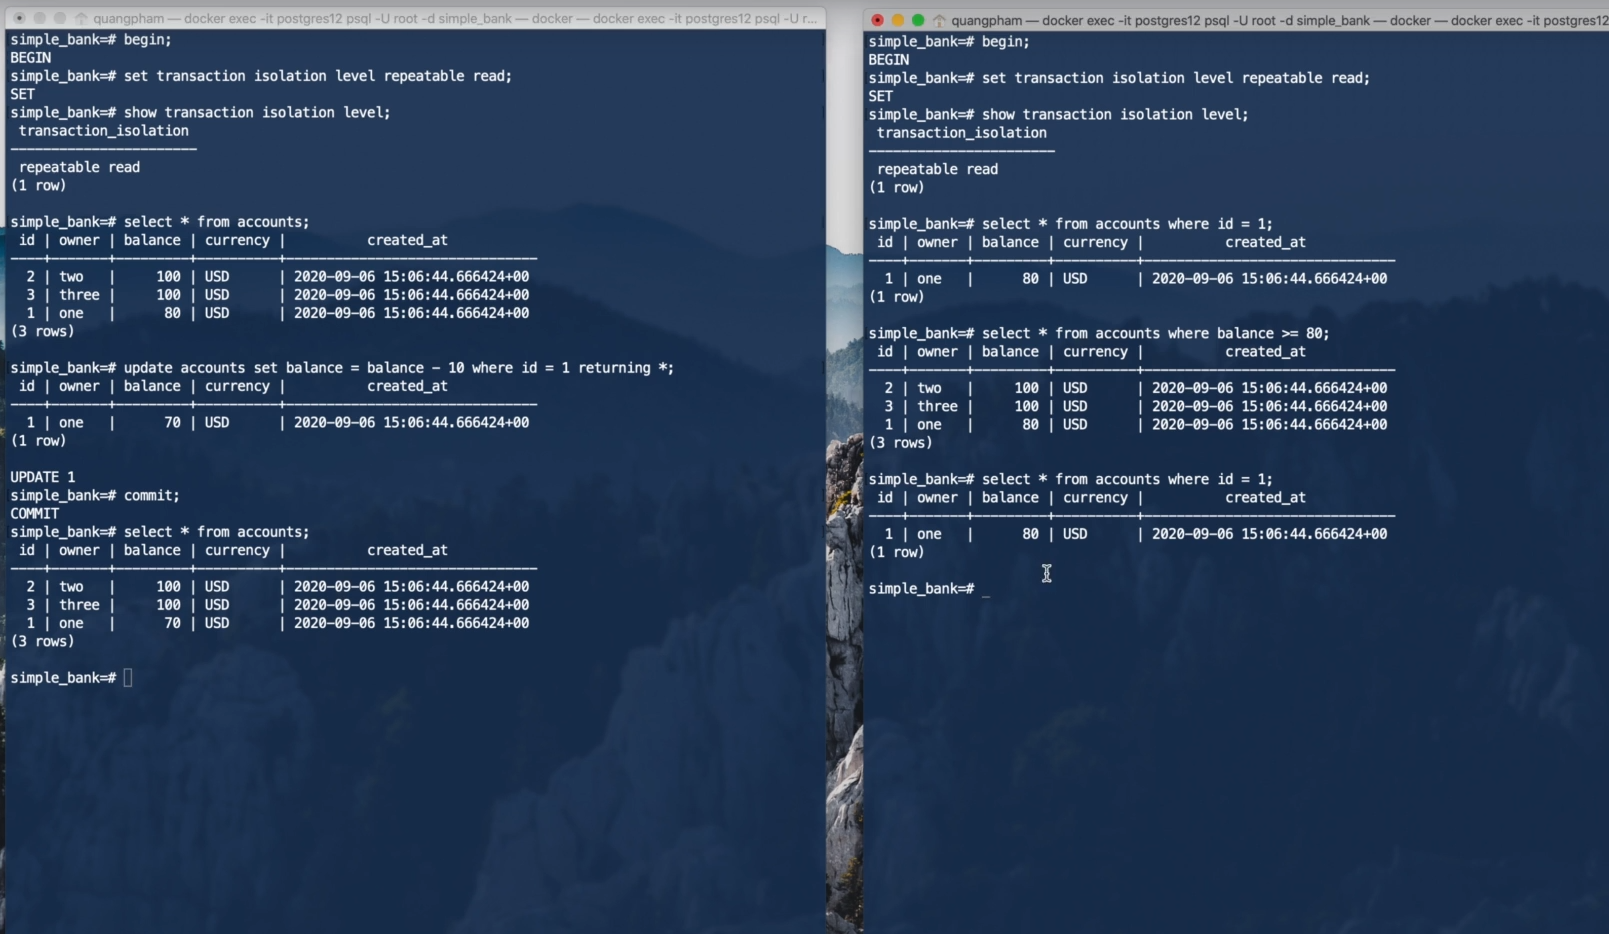 quangpham — docker exec -it postgres12 psql -U root -d simple_bank — docker — docker exec -it postgres12 psql -U r...
simple_bank=# begin;
BEGIN
simple_bank=# set transaction isolation level repeatable read;
SET
simple_bank=# show transaction isolation level;
 transaction_isolation
-----------------------
 repeatable read
(1 row)

simple_bank=# select * from accounts;
 id | owner | balance | currency |          created_at
----+-------+---------+----------+-------------------------------
  2 | two   |     100 | USD      | 2020-09-06 15:06:44.666424+00
  3 | three |     100 | USD      | 2020-09-06 15:06:44.666424+00
  1 | one   |      80 | USD      | 2020-09-06 15:06:44.666424+00
(3 rows)

simple_bank=# update accounts set balance = balance - 10 where id = 1 returning *;
 id | owner | balance | currency |          created_at
----+-------+---------+----------+-------------------------------
  1 | one   |      70 | USD      | 2020-09-06 15:06:44.666424+00
(1 row)

UPDATE 1
simple_bank=# commit;
COMMIT
simple_bank=# select * from accounts;
 id | owner | balance | currency |          created_at
----+-------+---------+----------+-------------------------------
  2 | two   |     100 | USD      | 2020-09-06 15:06:44.666424+00
  3 | three |     100 | USD      | 2020-09-06 15:06:44.666424+00
  1 | one   |      70 | USD      | 2020-09-06 15:06:44.666424+00
(3 rows)

simple_bank=#
quangpham — docker exec -it postgres12 psql -U root -d simple_bank — docker — docker exec -it postgres12
simple_bank=# begin;
BEGIN
simple_bank=# set transaction isolation level repeatable read;
SET
simple_bank=# show transaction isolation level;
 transaction_isolation
-----------------------
 repeatable read
(1 row)

simple_bank=# select * from accounts where id = 1;
 id | owner | balance | currency |          created_at
----+-------+---------+----------+-------------------------------
  1 | one   |      80 | USD      | 2020-09-06 15:06:44.666424+00
(1 row)

simple_bank=# select * from accounts where balance >= 80;
 id | owner | balance | currency |          created_at
----+-------+---------+----------+-------------------------------
  2 | two   |     100 | USD      | 2020-09-06 15:06:44.666424+00
  3 | three |     100 | USD      | 2020-09-06 15:06:44.666424+00
  1 | one   |      80 | USD      | 2020-09-06 15:06:44.666424+00
(3 rows)

simple_bank=# select * from accounts where id = 1;
 id | owner | balance | currency |          created_at
----+-------+---------+----------+-------------------------------
  1 | one   |      80 | USD      | 2020-09-06 15:06:44.666424+00
(1 row)

simple_bank=# _